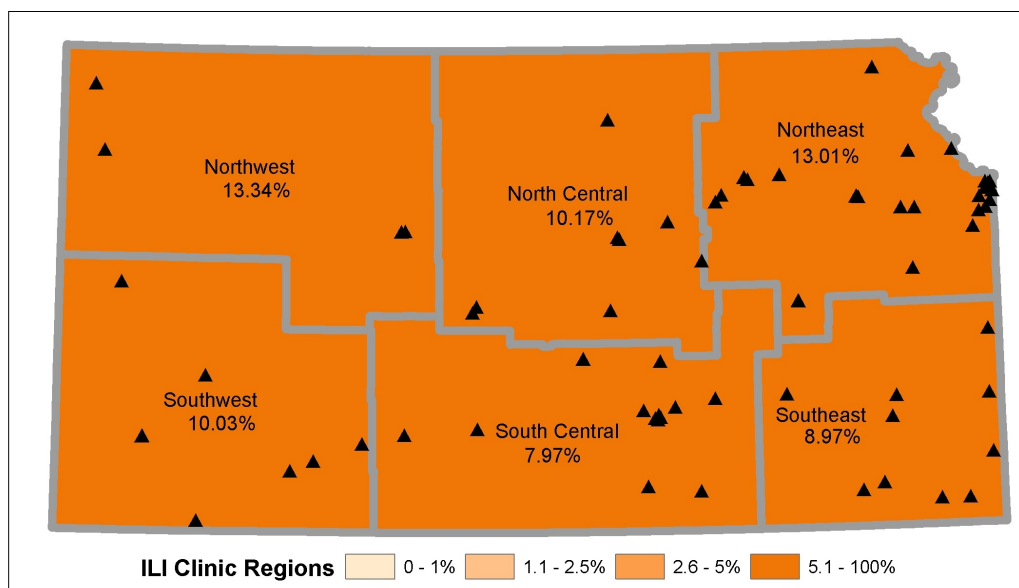 Northwest
13.34%
North Central
10.17%
Northeast
13.01%
Southwest
10.03%
South Central
7.97%
Southeast
8.97%
ILI Clinic Regions 0 - 1% 1.1 - 2.5% 2.6 - 5% 5.1 - 100%